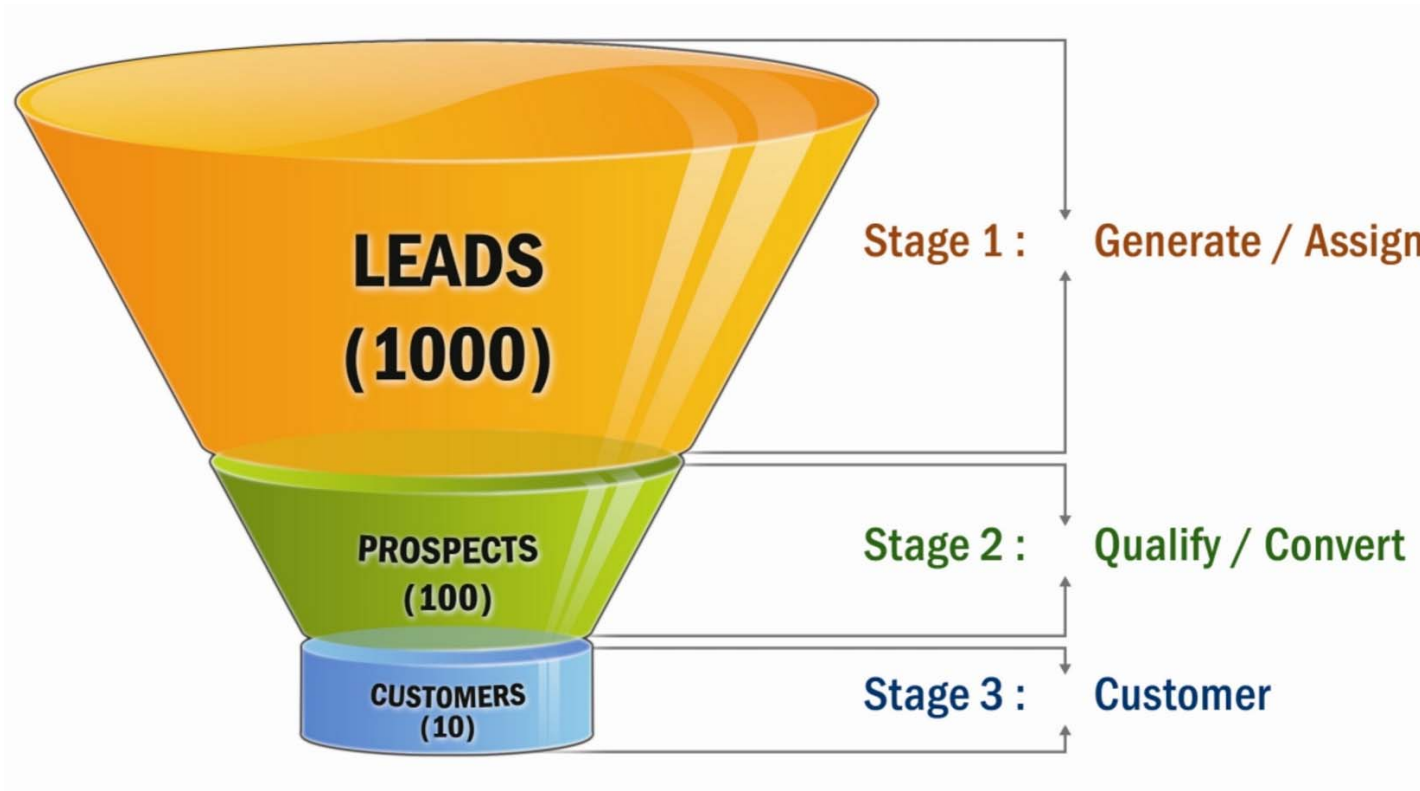 LEADS
(1000)
Stage 1 : Generate / Assign
PROSPECTS
(100)
Stage 2 : Qualify / Convert
CUSTOMERS
(10)
Stage 3 : Customer